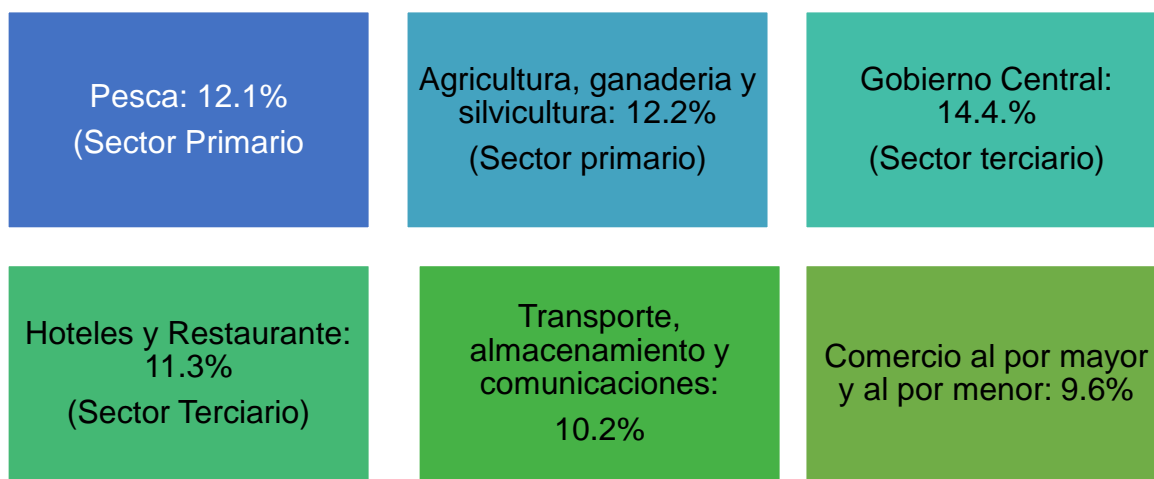 Pesca: 12.1%
(Sector Primario
Agricultura, ganaderia y
silvicultura: 12.2%
(Sector primario)
Gobierno Central:
14.4.%
(Sector terciario)
Hoteles y Restaurante:
11.3%
(Sector Terciario)
Transporte,
almacenamiento y
comunicaciones:
10.2%
Comercio al por mayor
y al por menor: 9.6%